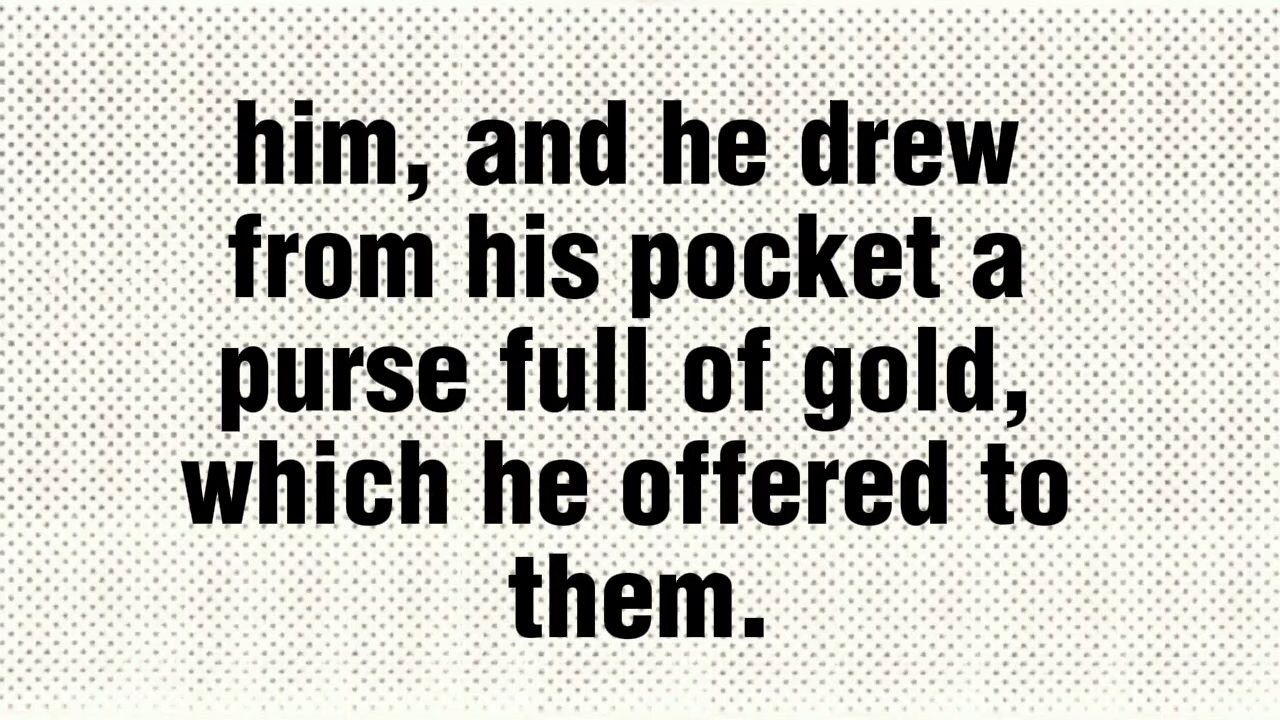 him, and he drew
from his pocket a
purse full of gold,
which he offered to
them.